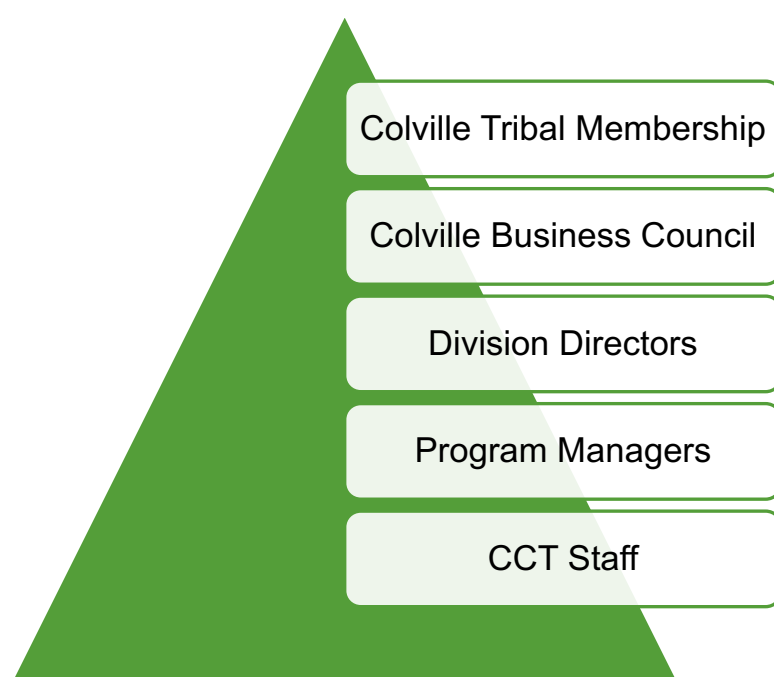 Colville Tribal Membership
Colville Business Council
Division Directors
Program Managers
CCT Staff